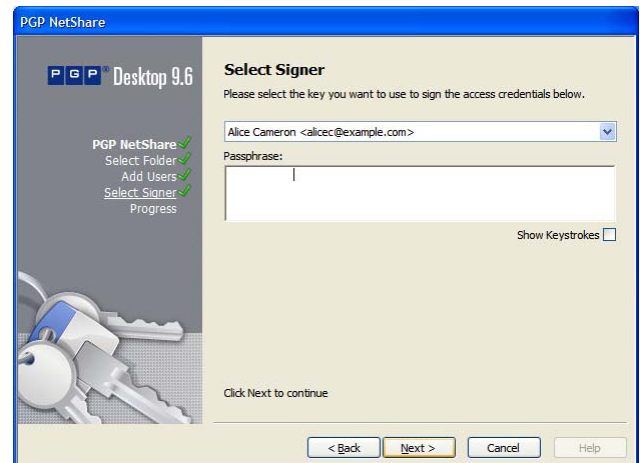 PGP NetShare
PGP® Desktop 9.6
PGP NetShare
Select Folder
Add Users
Select Signer
Progress
Select Signer
Please select the key you want to use to sign the access credentials below.
Alice Cameron <alicec@example.com>
Passphrase:
Show Keystrokes
Click Next to continue
< Back
Next >
Cancel
Help